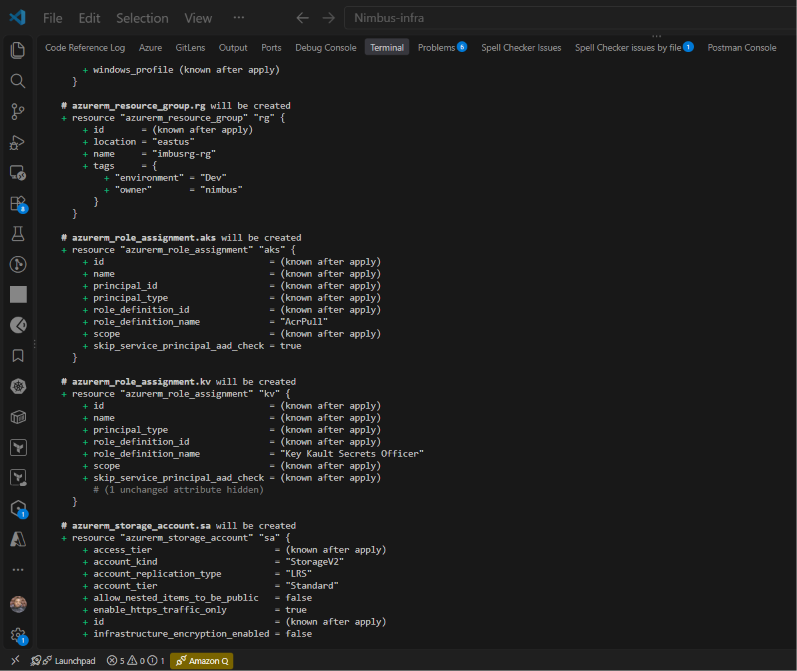 File Edit Selection View ··· ← → Nimbus-infra
Code Reference Log Azure GitLens Output Ports Debug Console Terminal Problems 6 Spell Checker Issues Spell Checker issues by file 1 Postman Console
+ windows_profile (known after apply)
}
# azurerm_resource_group.rg will be created
+ resource "azurerm_resource_group" "rg" {
+ id = (known after apply)
+ location = "eastus"
+ name = "imbusrg-rg"
+ tags = {
+ "environment" = "Dev"
+ "owner" = "nimbus"
}
}
# azurerm_role_assignment.aks will be created
+ resource "azurerm_role_assignment" "aks" {
+ id = (known after apply)
+ name = (known after apply)
+ principal_id = (known after apply)
+ principal_type = (known after apply)
+ role_definition_id = (known after apply)
+ role_definition_name = "AcrPull"
+ scope = (known after apply)
+ skip_service_principal_aad_check = true
}
# azurerm_role_assignment.kv will be created
+ resource "azurerm_role_assignment" "kv" {
+ id = (known after apply)
+ name = (known after apply)
+ principal_type = (known after apply)
+ role_definition_id = (known after apply)
+ role_definition_name = "Key Kault Secrets Officer"
+ scope = (known after apply)
+ skip_service_principal_aad_check = (known after apply)
# (1 unchanged attribute hidden)
}
# azurerm_storage_account.sa will be created
+ resource "azurerm_storage_account" "sa" {
+ access_tier = (known after apply)
+ account_kind = "StorageV2"
+ account_replication_type = "LRS"
+ account_tier = "Standard"
+ allow_nested_items_to_be_public = false
+ enable_https_traffic_only = true
+ id = (known after apply)
+ infrastructure_encryption_enabled = false
8
1
1
Launchpad 5 0 1 Amazon Q